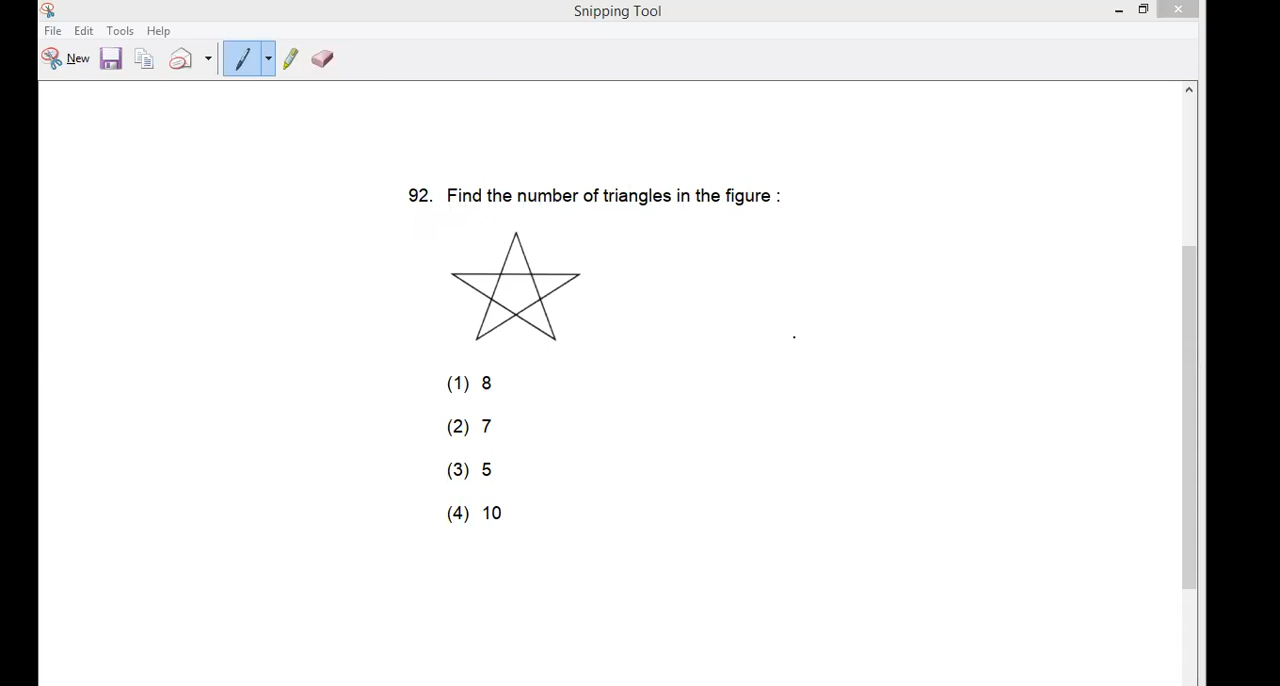 Snipping Tool
File Edit Tools Help
New
92. Find the number of triangles in the figure :
(1) 8
(2) 7
(3) 5
(4) 10